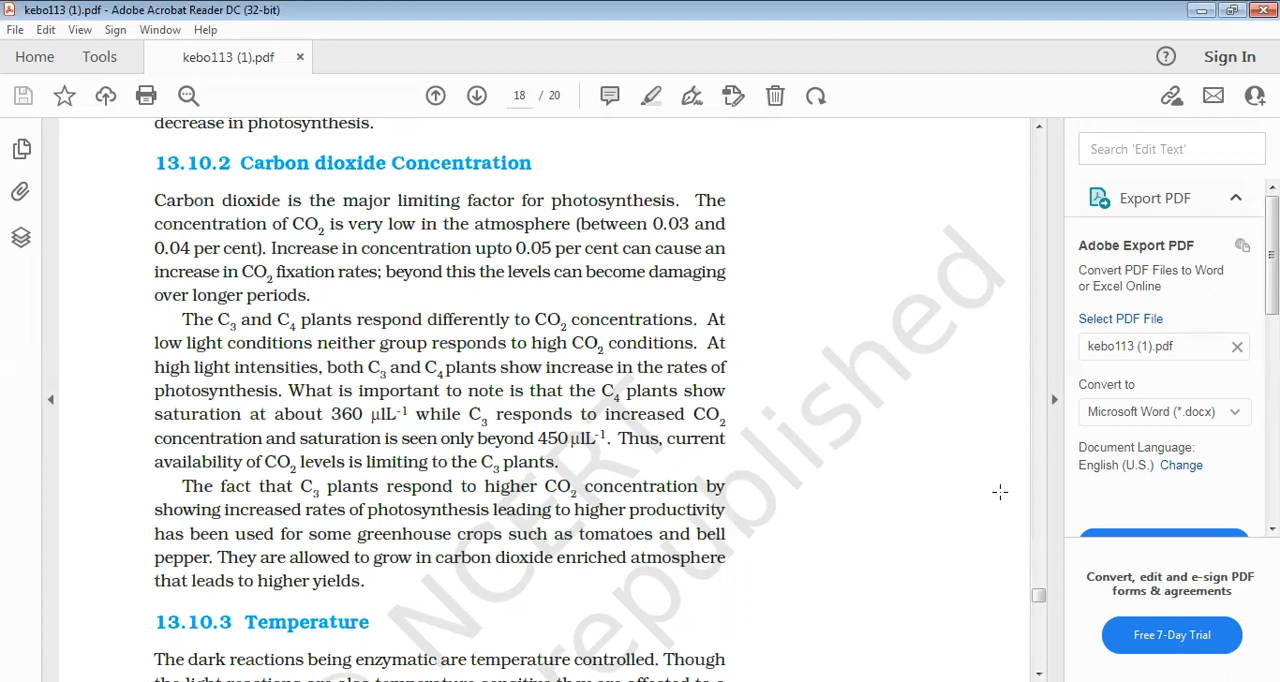 kebo113 (1).pdf - Adobe Acrobat Reader DC (32-bit)
File Edit View Sign Window Help
Home Tools kebo113 (1).pdf × Sign In
18 / 20
decrease in photosynthesis.
13.10.2 Carbon dioxide Concentration
Carbon dioxide is the major limiting factor for photosynthesis. The
concentration of CO₂ is very low in the atmosphere (between 0.03 and
0.04 per cent). Increase in concentration upto 0.05 per cent can cause an
increase in CO₂ fixation rates; beyond this the levels can become damaging
over longer periods.
The C₃ and C₄ plants respond differently to CO₂ concentrations. At
low light conditions neither group responds to high CO₂ conditions. At
high light intensities, both C₃ and C₄ plants show increase in the rates of
photosynthesis. What is important to note is that the C₄ plants show
saturation at about 360 µlL⁻¹ while C₃ responds to increased CO₂
concentration and saturation is seen only beyond 450 µlL⁻¹. Thus, current
availability of CO₂ levels is limiting to the C₃ plants.
The fact that C₃ plants respond to higher CO₂ concentration by
showing increased rates of photosynthesis leading to higher productivity
has been used for some greenhouse crops such as tomatoes and bell
pepper. They are allowed to grow in carbon dioxide enriched atmosphere
that leads to higher yields.
13.10.3 Temperature
The dark reactions being enzymatic are temperature controlled. Though
the light reactions are also temperature sensitive they are affected to a
NCERT
republished
Search 'Edit Text'
Export PDF
Adobe Export PDF
Convert PDF Files to Word
or Excel Online
Select PDF File
kebo113 (1).pdf
Convert to
Microsoft Word (*.docx)
Document Language:
English (U.S.) Change
Convert, edit and e-sign PDF
forms & agreements
Free 7-Day Trial